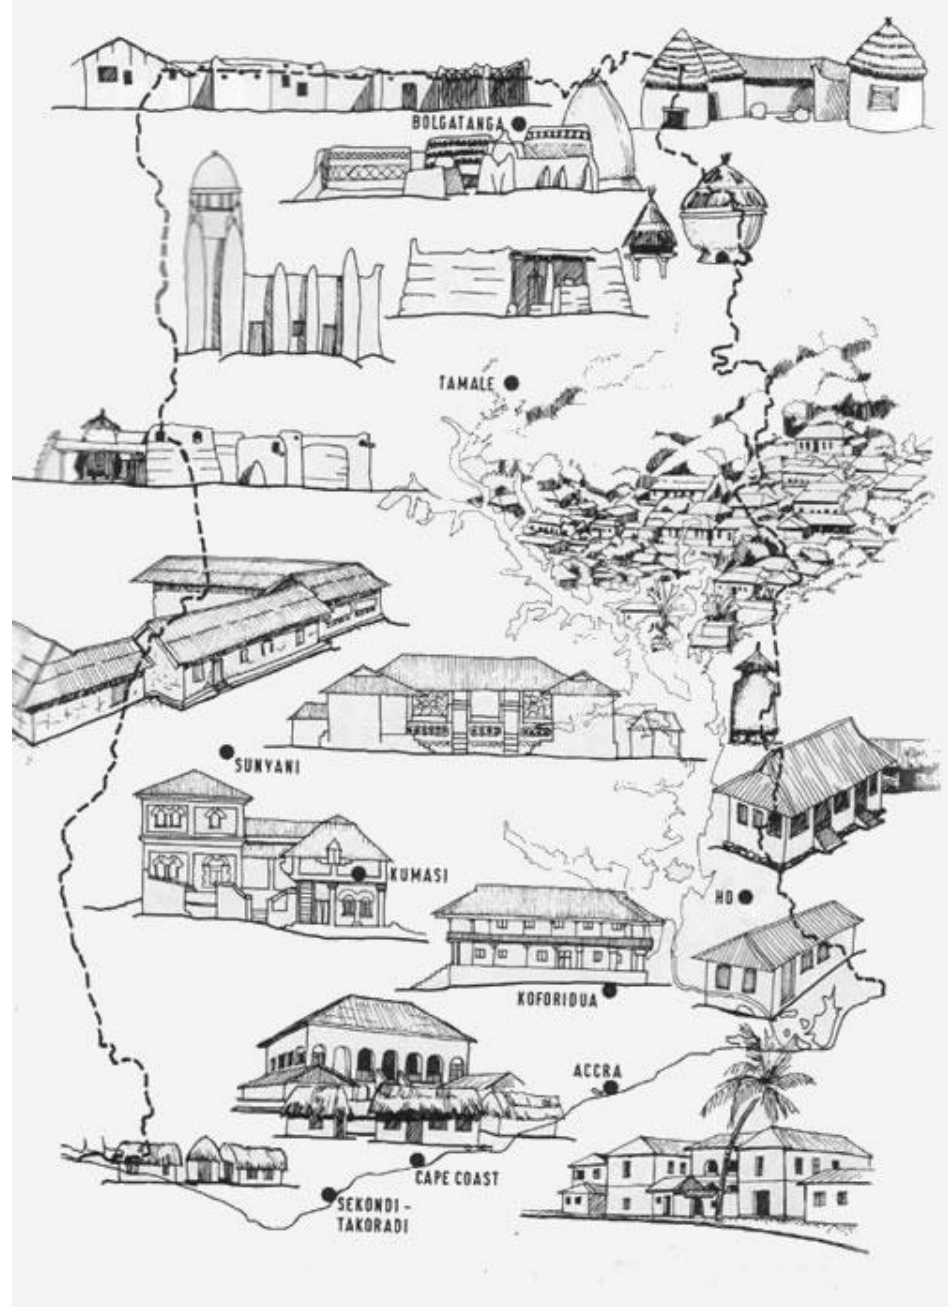 BOLGATANGA
TAMALE
SUNYANI
KUMASI
HO
KOFORIDUA
ACCRA
CAPE COAST
SEKONDI-
TAKORADI